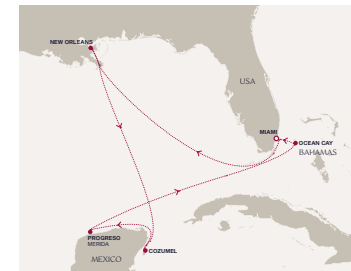 NEW ORLEANS
USA
MIAMI
OCEAN CAY
BAHAMAS
PROGRESO
MERIDA
COZUMEL
MEXICO